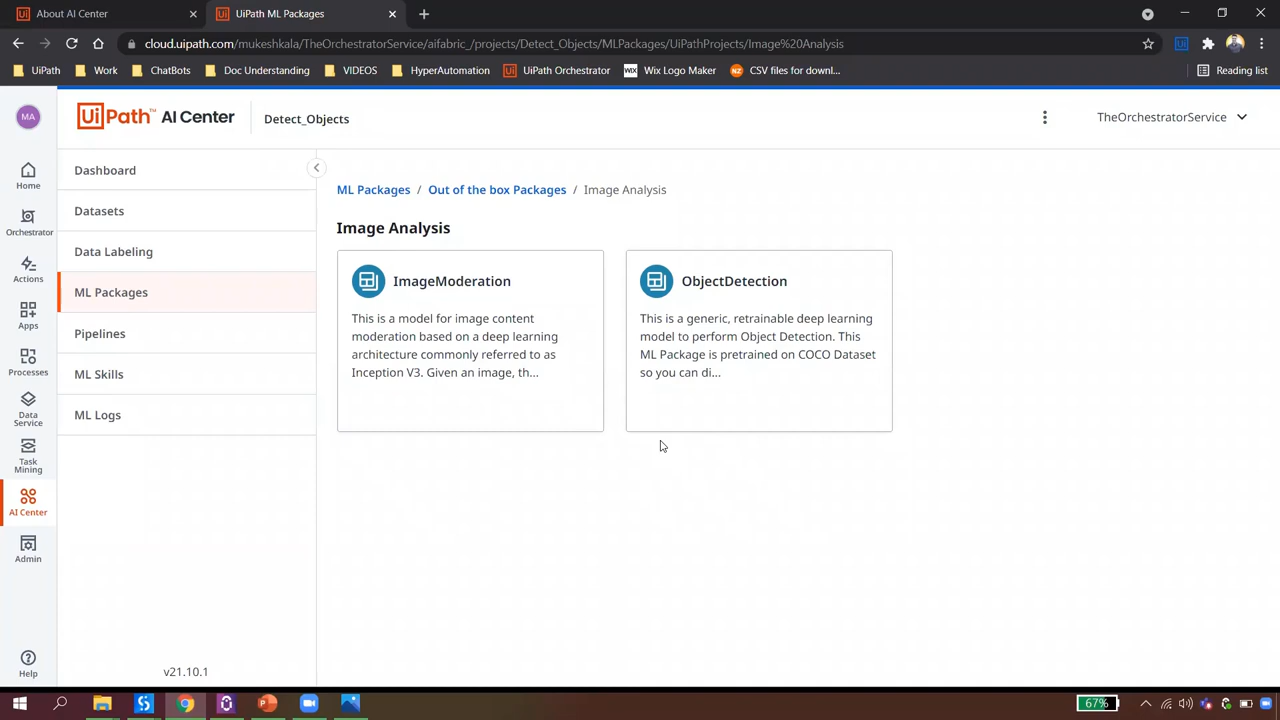 About AI Center
UiPath ML Packages
cloud.uipath.com/mukeshkala/TheOrchestratorService/aifabric_/projects/Detect_Objects/MLPackages/UiPathProjects/Image%20Analysis
UiPath
Work
ChatBots
Doc Understanding
VIDEOS
HyperAutomation
UiPath Orchestrator
WIX Wix Logo Maker
NZ CSV files for downl...
Reading list
MA
UiPath™ AI Center
Detect_Objects
TheOrchestratorService
Home
Orchestrator
Actions
Apps
Processes
Data
Service
Task
Mining
AI Center
Admin
Help
Dashboard
Datasets
Data Labeling
ML Packages
Pipelines
ML Skills
ML Logs
v21.10.1
ML Packages / Out of the box Packages / Image Analysis
Image Analysis
ImageModeration
This is a model for image content
moderation based on a deep learning
architecture commonly referred to as
Inception V3. Given an image, th...
ObjectDetection
This is a generic, retrainable deep learning
model to perform Object Detection. This
ML Package is pretrained on COCO Dataset
so you can di...
67%